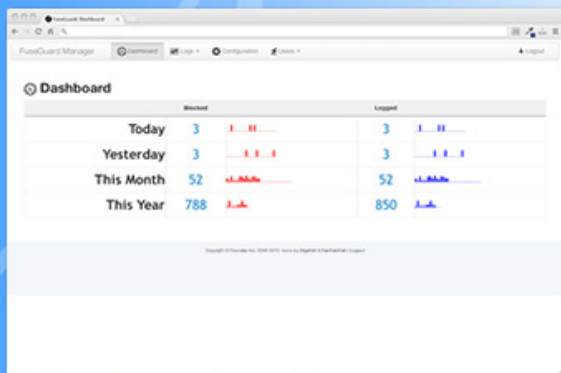 FuseGuard Dashboard
FuseGuard Manager Dashboard Logs Configuration Users Logout
Dashboard
Blocked Logged
Today 3 3
Yesterday 3 3
This Month 52 52
This Year 788 850